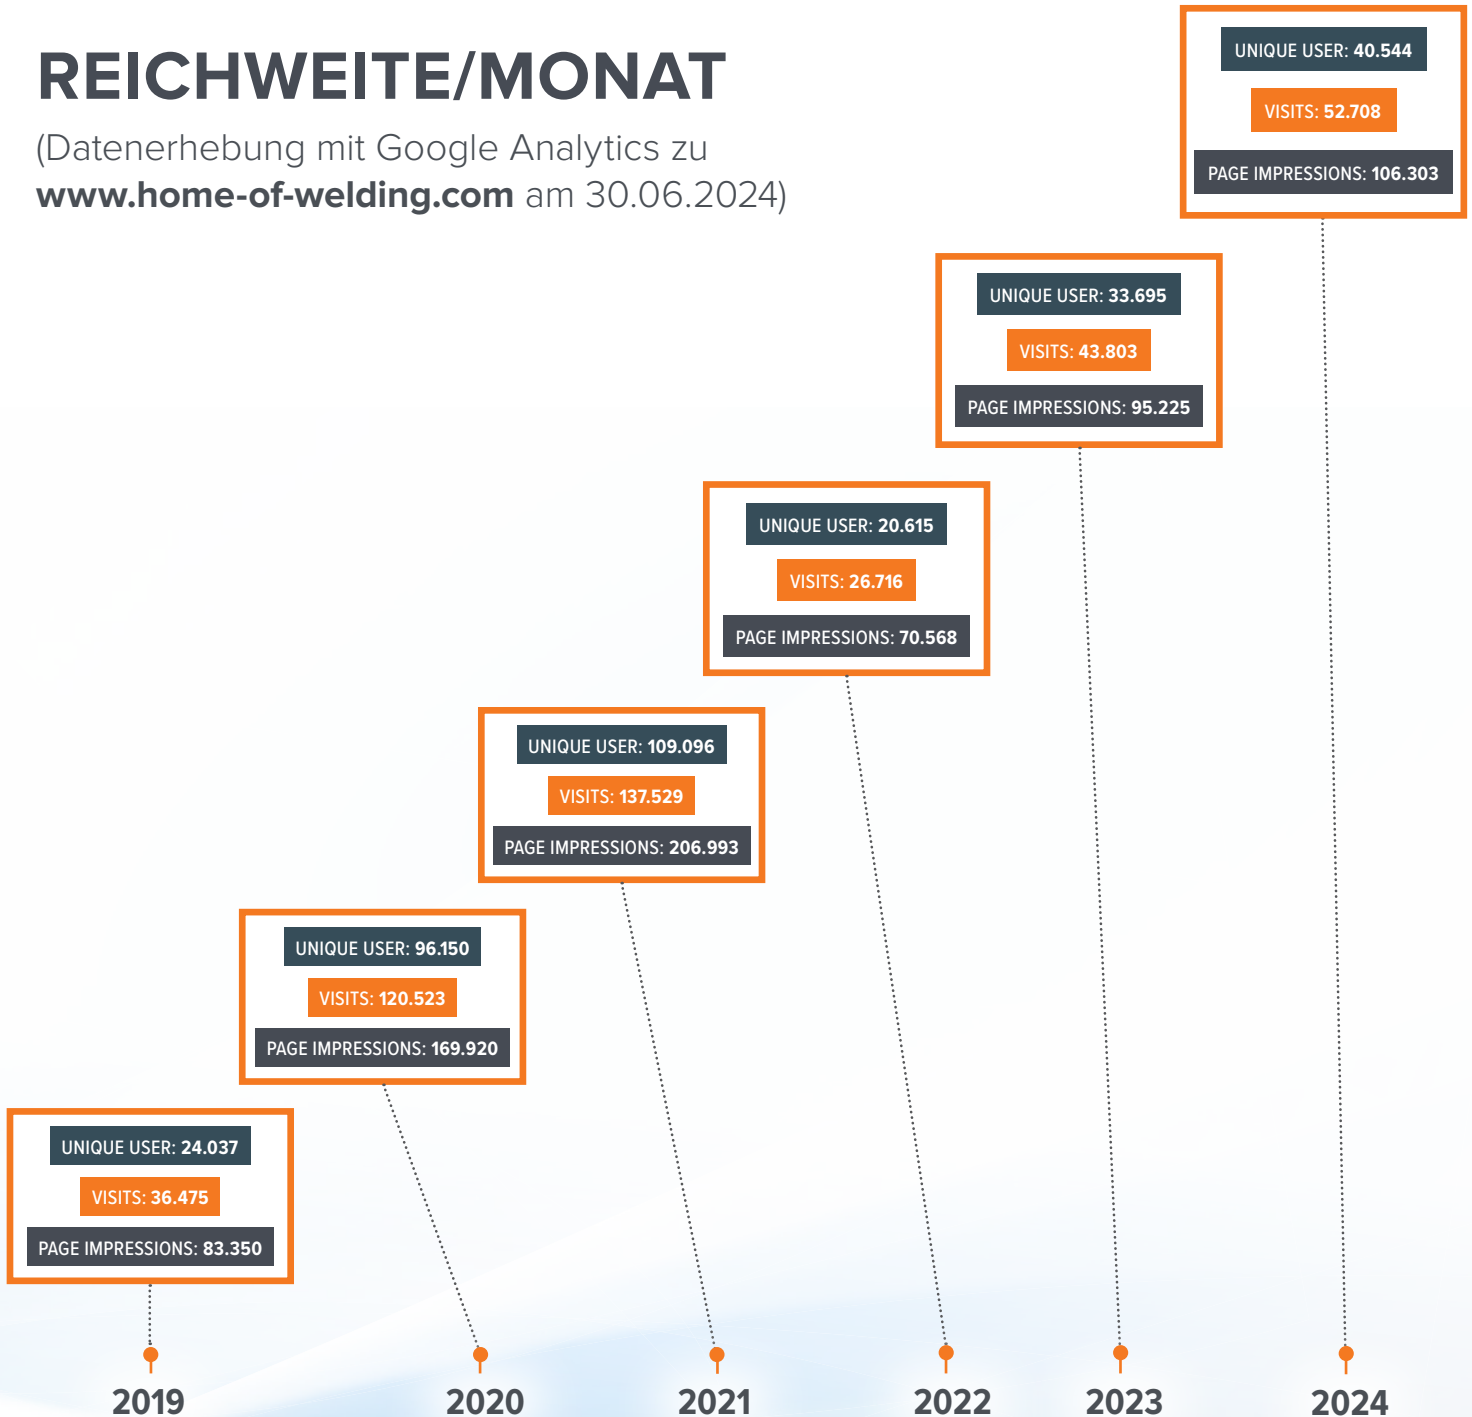 REICHWEITE/MONAT
(Datenerhebung mit Google Analytics zu
www.home-of-welding.com am 30.06.2024)
UNIQUE USER: 40.544
VISITS: 52.708
PAGE IMPRESSIONS: 106.303
UNIQUE USER: 33.695
VISITS: 43.803
PAGE IMPRESSIONS: 95.225
UNIQUE USER: 20.615
VISITS: 26.716
PAGE IMPRESSIONS: 70.568
UNIQUE USER: 109.096
VISITS: 137.529
PAGE IMPRESSIONS: 206.993
UNIQUE USER: 96.150
VISITS: 120.523
PAGE IMPRESSIONS: 169.920
UNIQUE USER: 24.037
VISITS: 36.475
PAGE IMPRESSIONS: 83.350
2019 2020 2021 2022 2023 2024